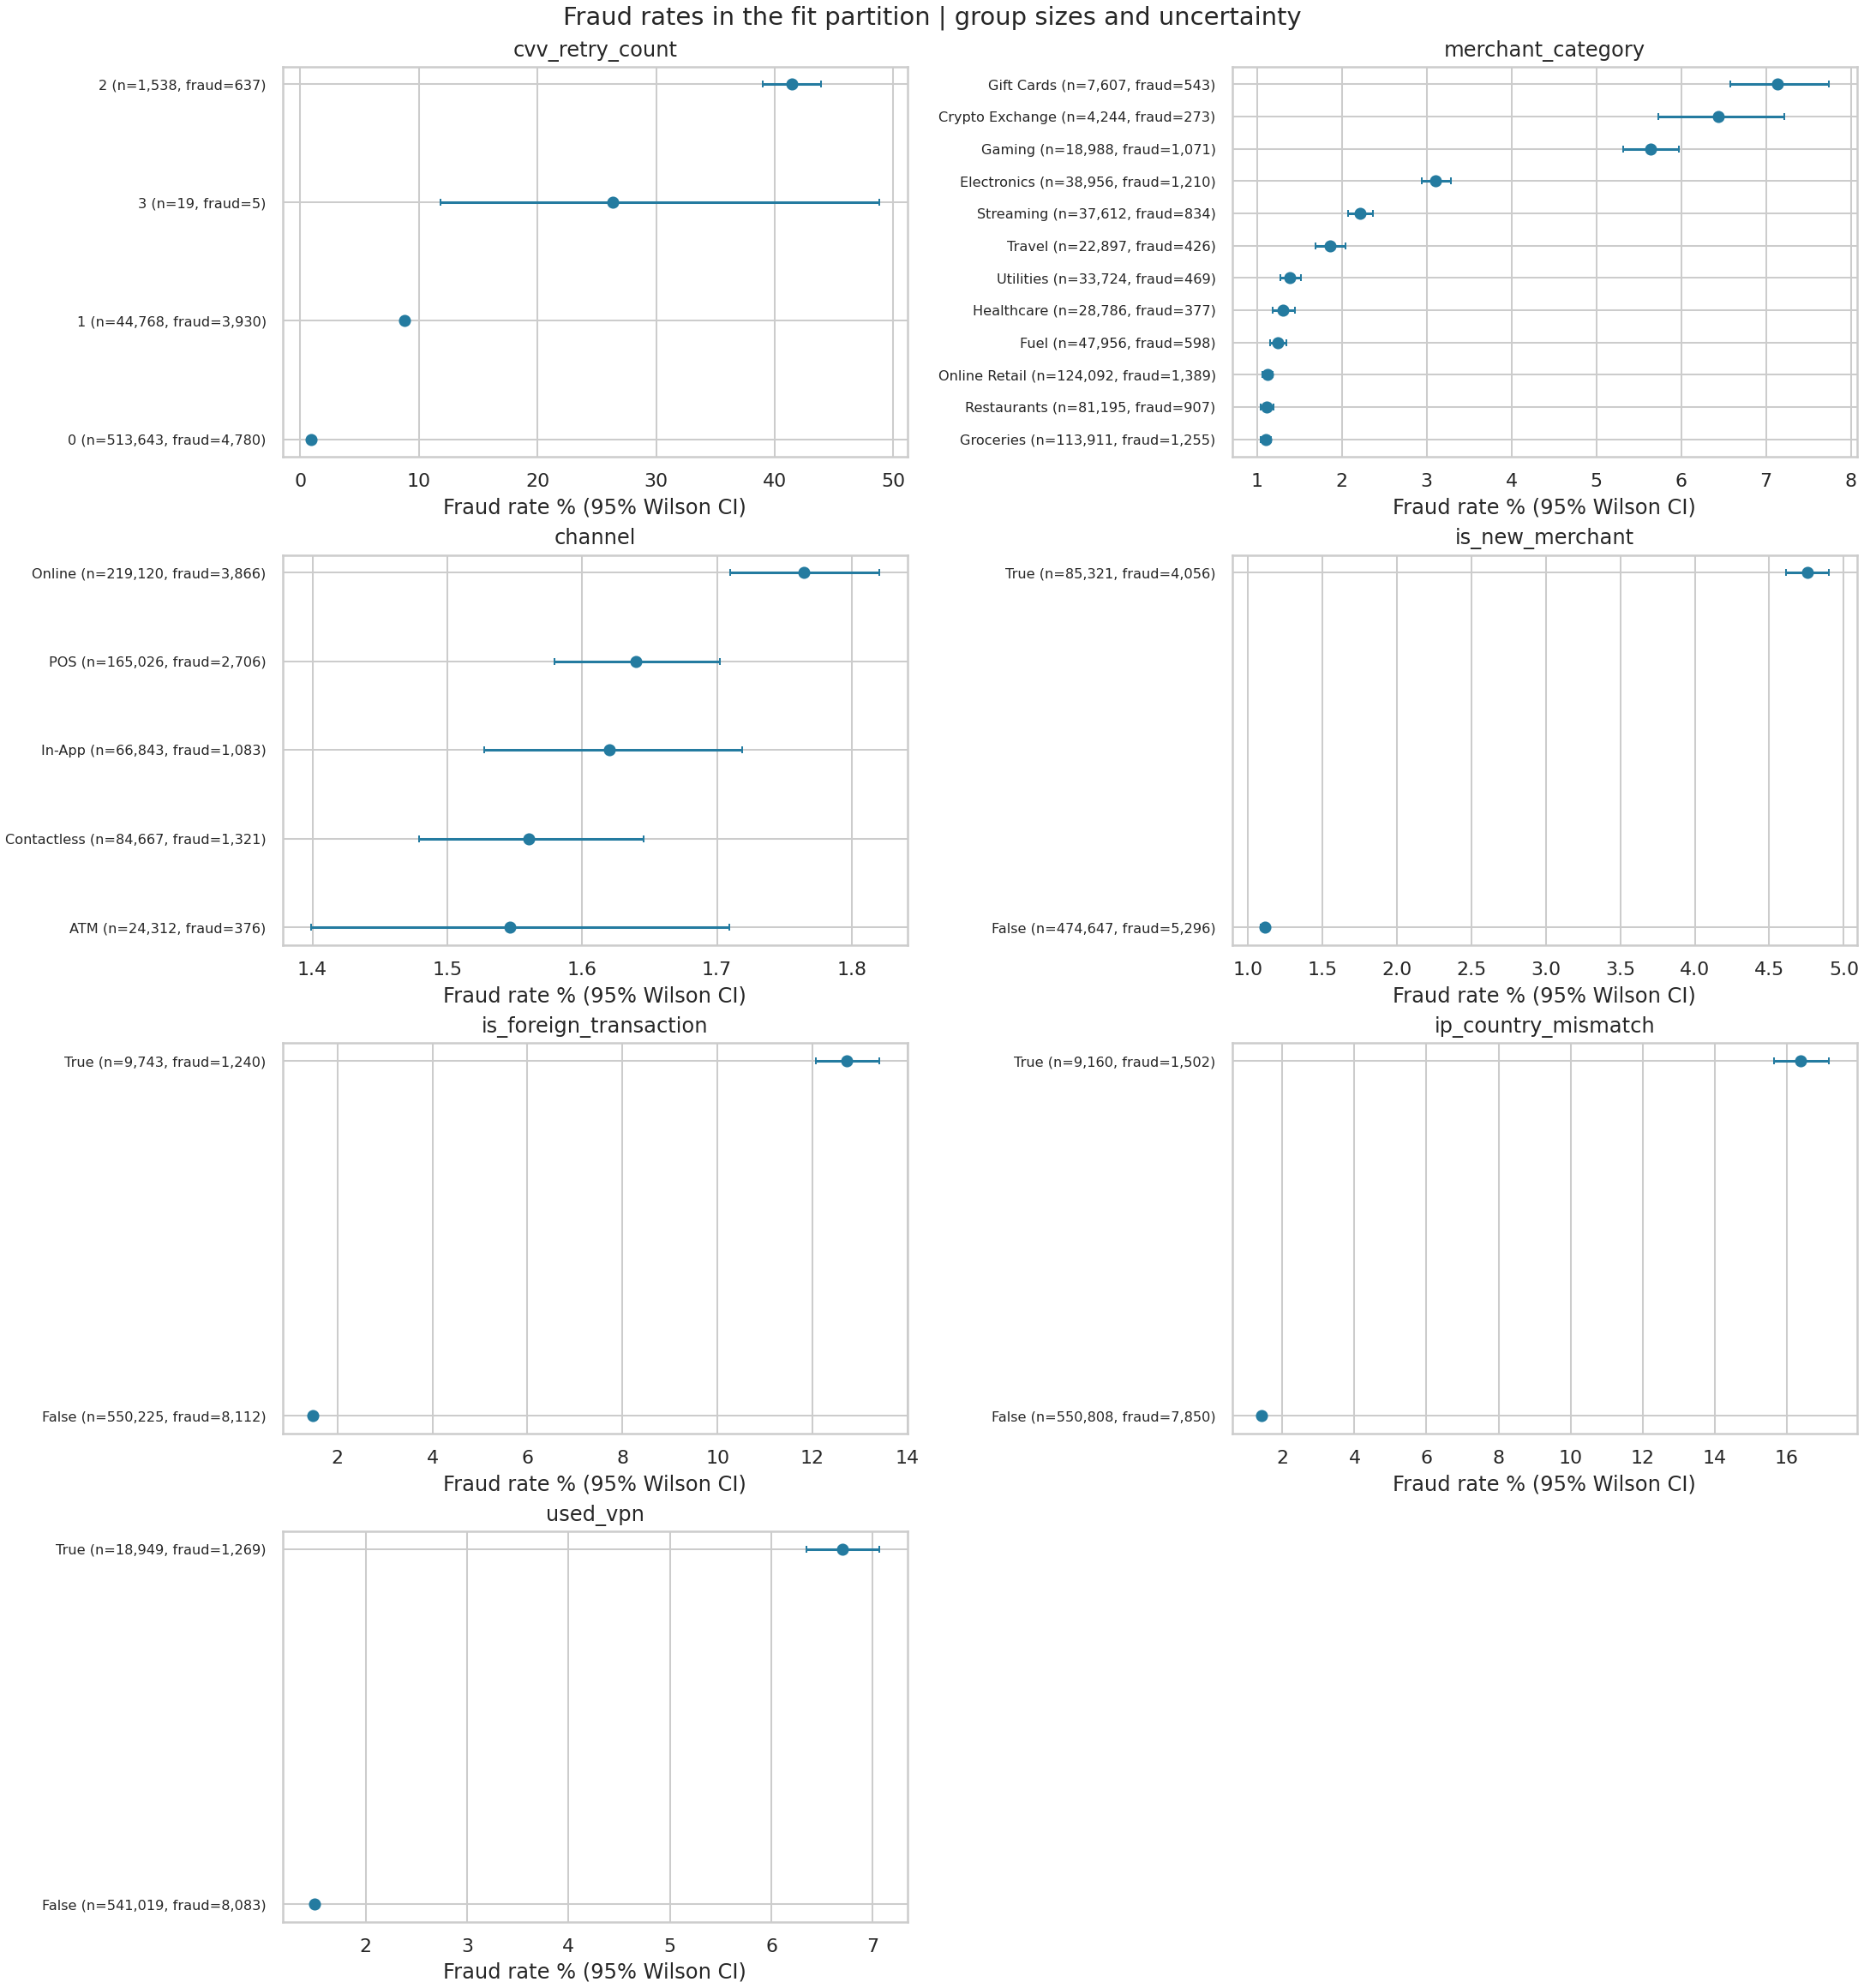 Fraud rates in the fit partition | group sizes and uncertainty
cvv_retry_count
2 (n=1,538, fraud=637)
3 (n=19, fraud=5)
1 (n=44,768, fraud=3,930)
0 (n=513,643, fraud=4,780)
0 10 20 30 40 50
Fraud rate % (95% Wilson CI)
merchant_category
Gift Cards (n=7,607, fraud=543)
Crypto Exchange (n=4,244, fraud=273)
Gaming (n=18,988, fraud=1,071)
Electronics (n=38,956, fraud=1,210)
Streaming (n=37,612, fraud=834)
Travel (n=22,897, fraud=426)
Utilities (n=33,724, fraud=469)
Healthcare (n=28,786, fraud=377)
Fuel (n=47,956, fraud=598)
Online Retail (n=124,092, fraud=1,389)
Restaurants (n=81,195, fraud=907)
Groceries (n=113,911, fraud=1,255)
1 2 3 4 5 6 7 8
Fraud rate % (95% Wilson CI)
channel
Online (n=219,120, fraud=3,866)
POS (n=165,026, fraud=2,706)
In-App (n=66,843, fraud=1,083)
Contactless (n=84,667, fraud=1,321)
ATM (n=24,312, fraud=376)
1.4 1.5 1.6 1.7 1.8
Fraud rate % (95% Wilson CI)
is_new_merchant
True (n=85,321, fraud=4,056)
False (n=474,647, fraud=5,296)
1.0 1.5 2.0 2.5 3.0 3.5 4.0 4.5 5.0
Fraud rate % (95% Wilson CI)
is_foreign_transaction
True (n=9,743, fraud=1,240)
False (n=550,225, fraud=8,112)
2 4 6 8 10 12 14
Fraud rate % (95% Wilson CI)
ip_country_mismatch
True (n=9,160, fraud=1,502)
False (n=550,808, fraud=7,850)
2 4 6 8 10 12 14 16
Fraud rate % (95% Wilson CI)
used_vpn
True (n=18,949, fraud=1,269)
False (n=541,019, fraud=8,083)
2 3 4 5 6 7
Fraud rate % (95% Wilson CI)